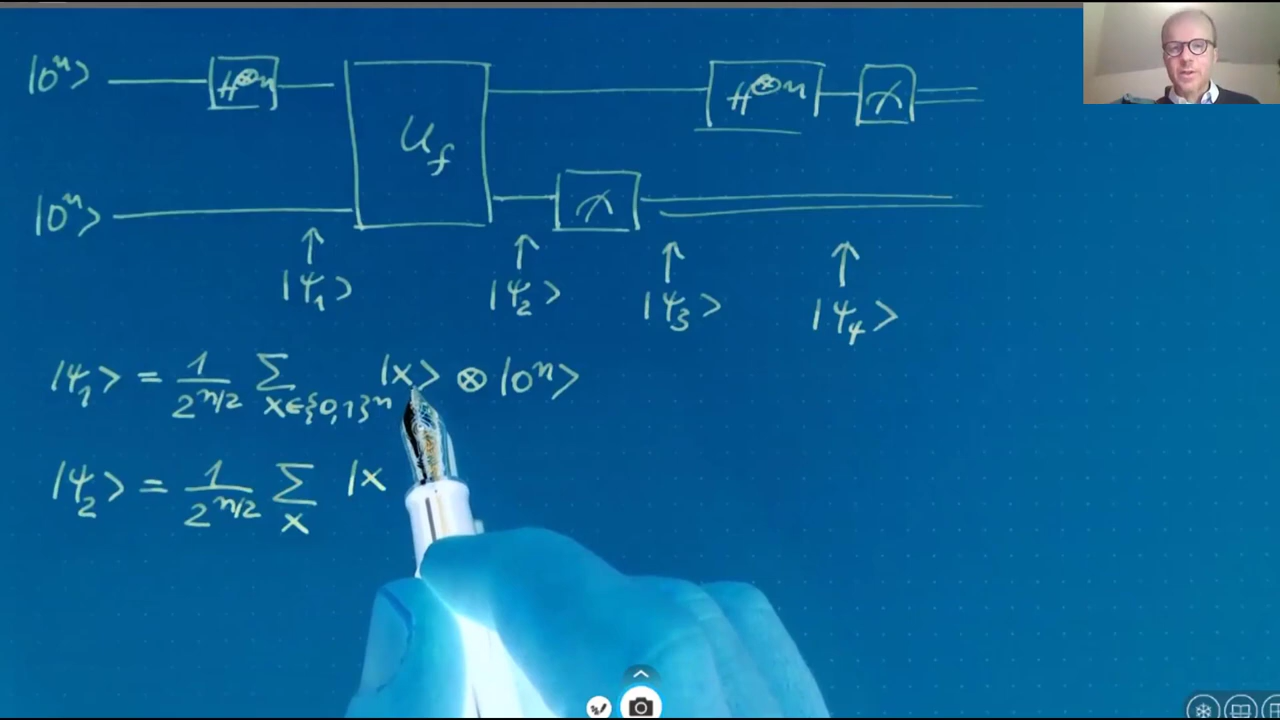 |0ⁿ⟩ H^{⊗n} U_f H^{⊗n}
|0ⁿ⟩
|ψ₁⟩ |ψ₂⟩ |ψ₃⟩ |ψ₄⟩
|ψ₁⟩ = 1/2^{n/2} Σ_{x∈{0,1}ⁿ} |x⟩ ⊗ |0ⁿ⟩
|ψ₂⟩ = 1/2^{n/2} Σ_x |x